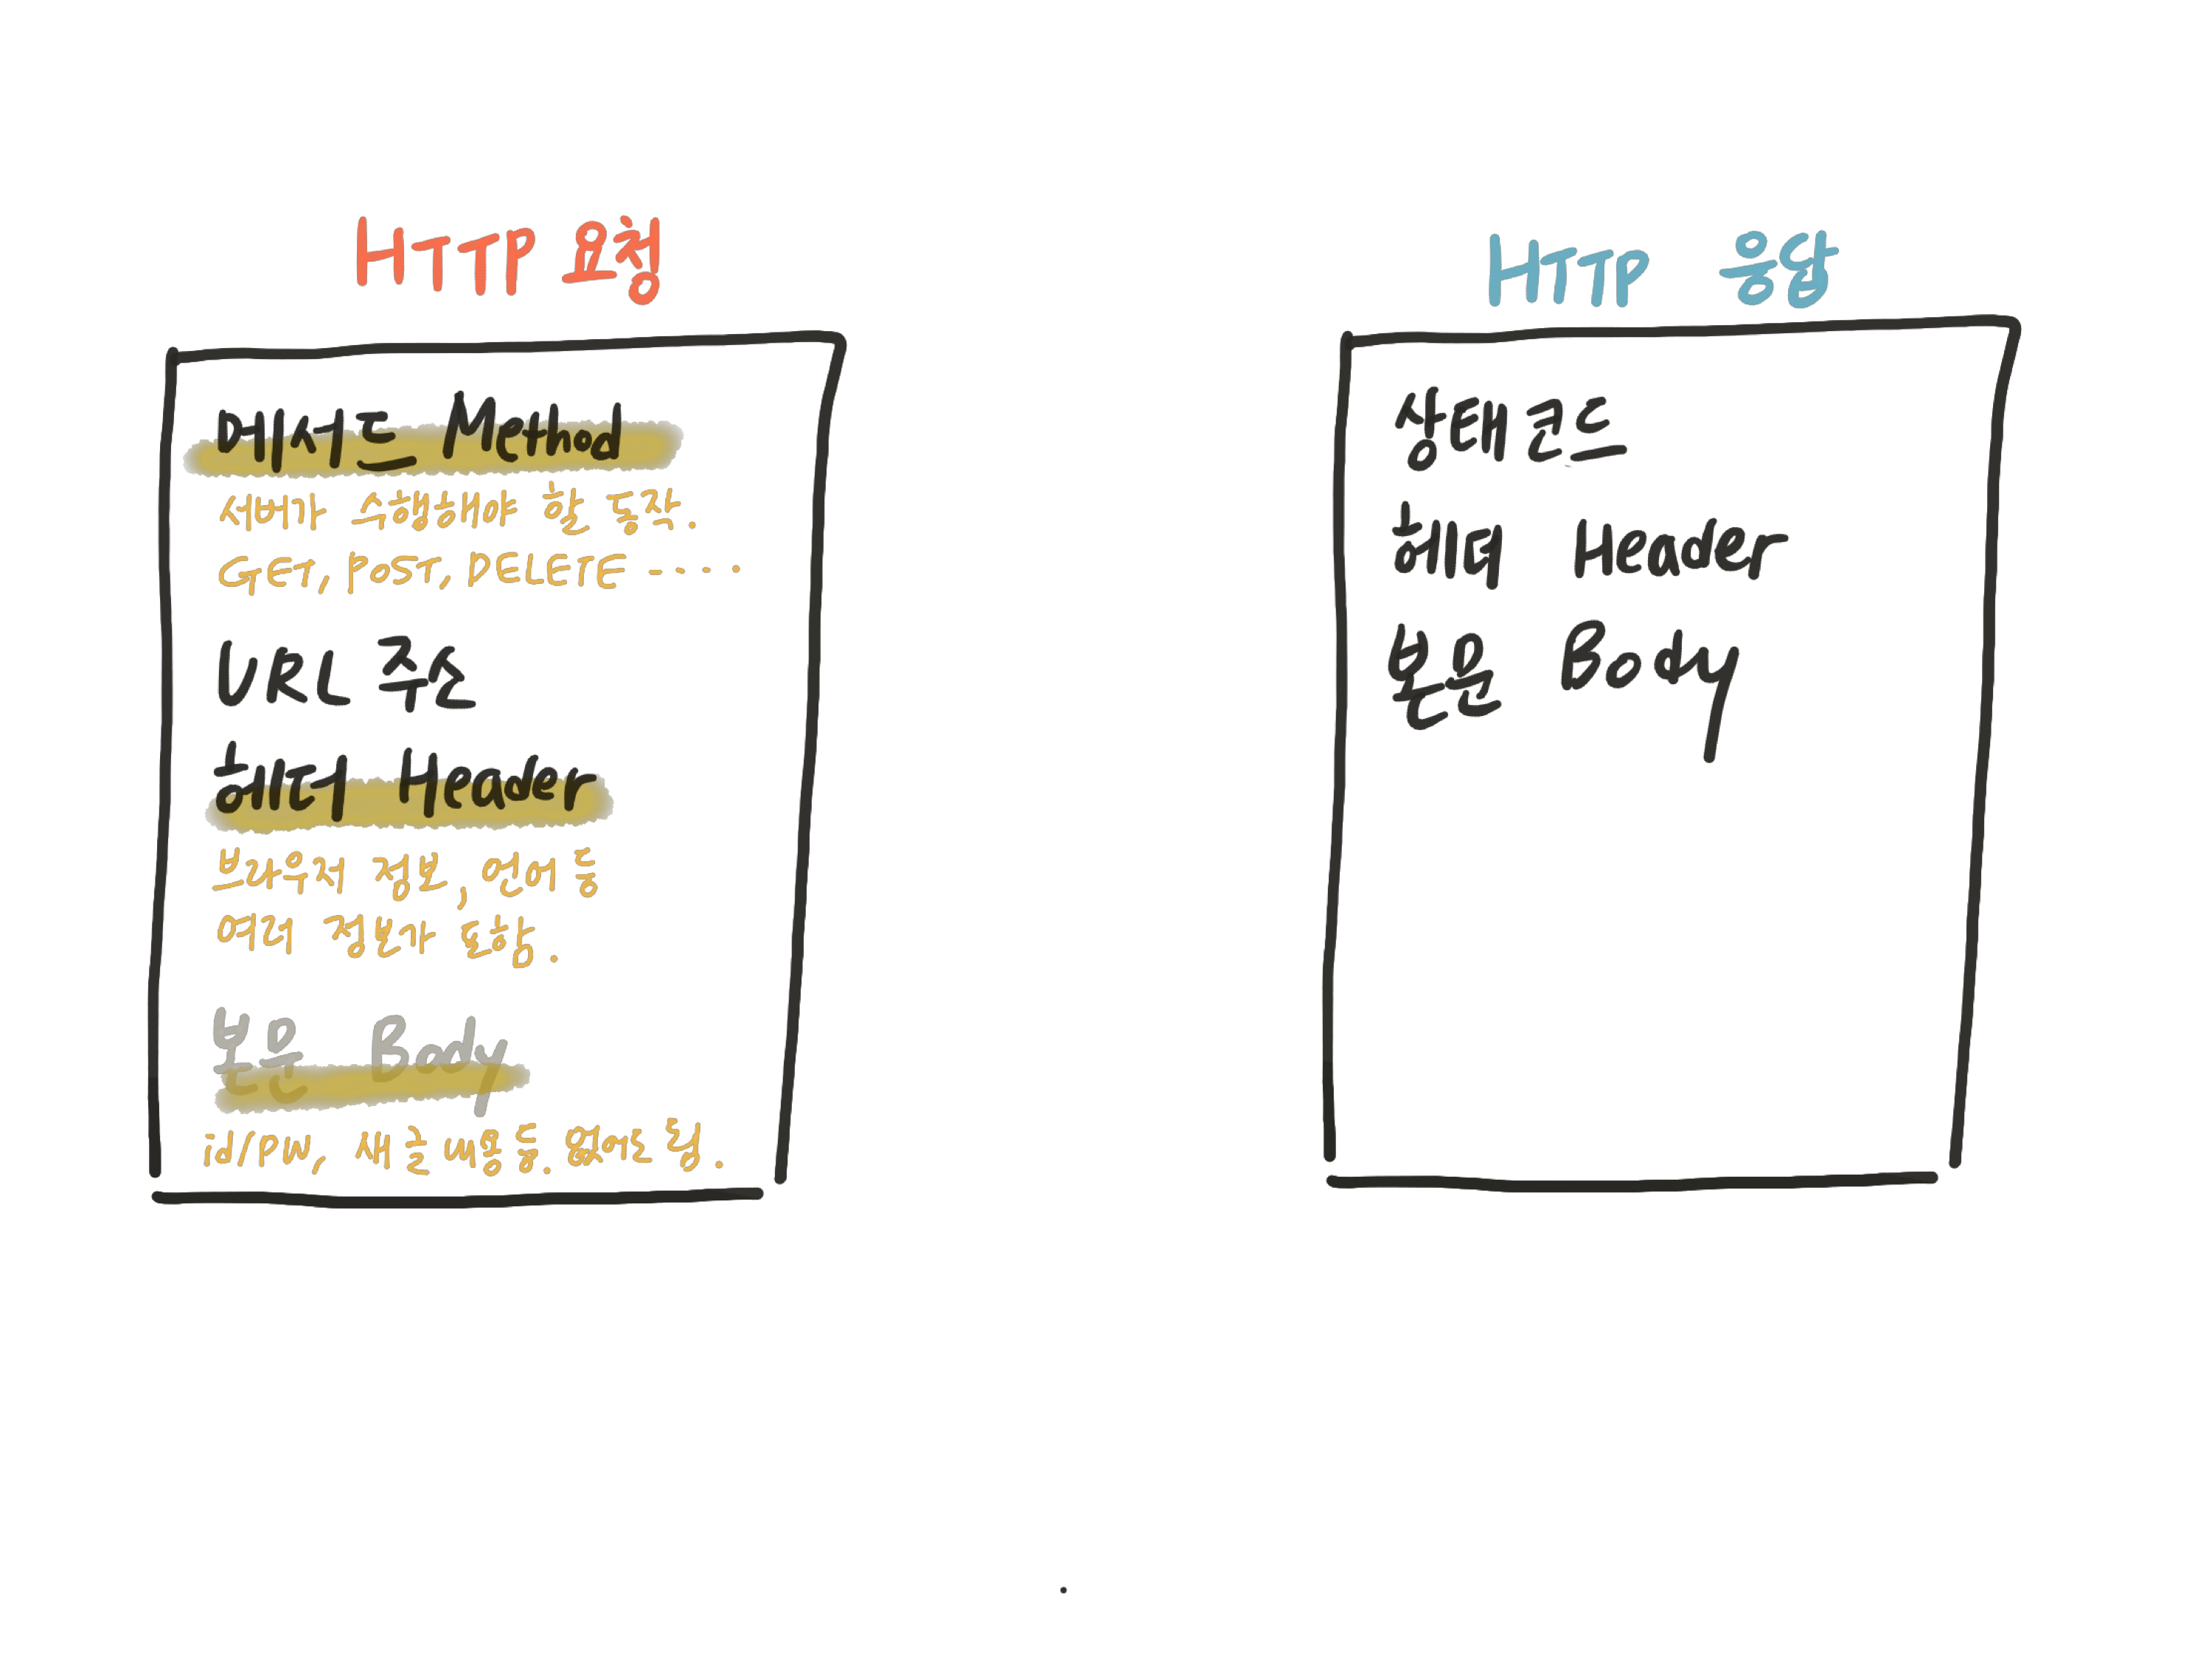 HTTP 요청
메서드 Method
서버가 수행해야 할 동작.
GET, POST, DELETE ----
URL 주소
헤더 Header
브라우저 정보, 언어 등
여러 정보가 포함.
본문 Body
id/PW, 새 글 내용 등. 없어도 됨.
HTTP 응답
상태 코드
헤더 Header
본문 Body